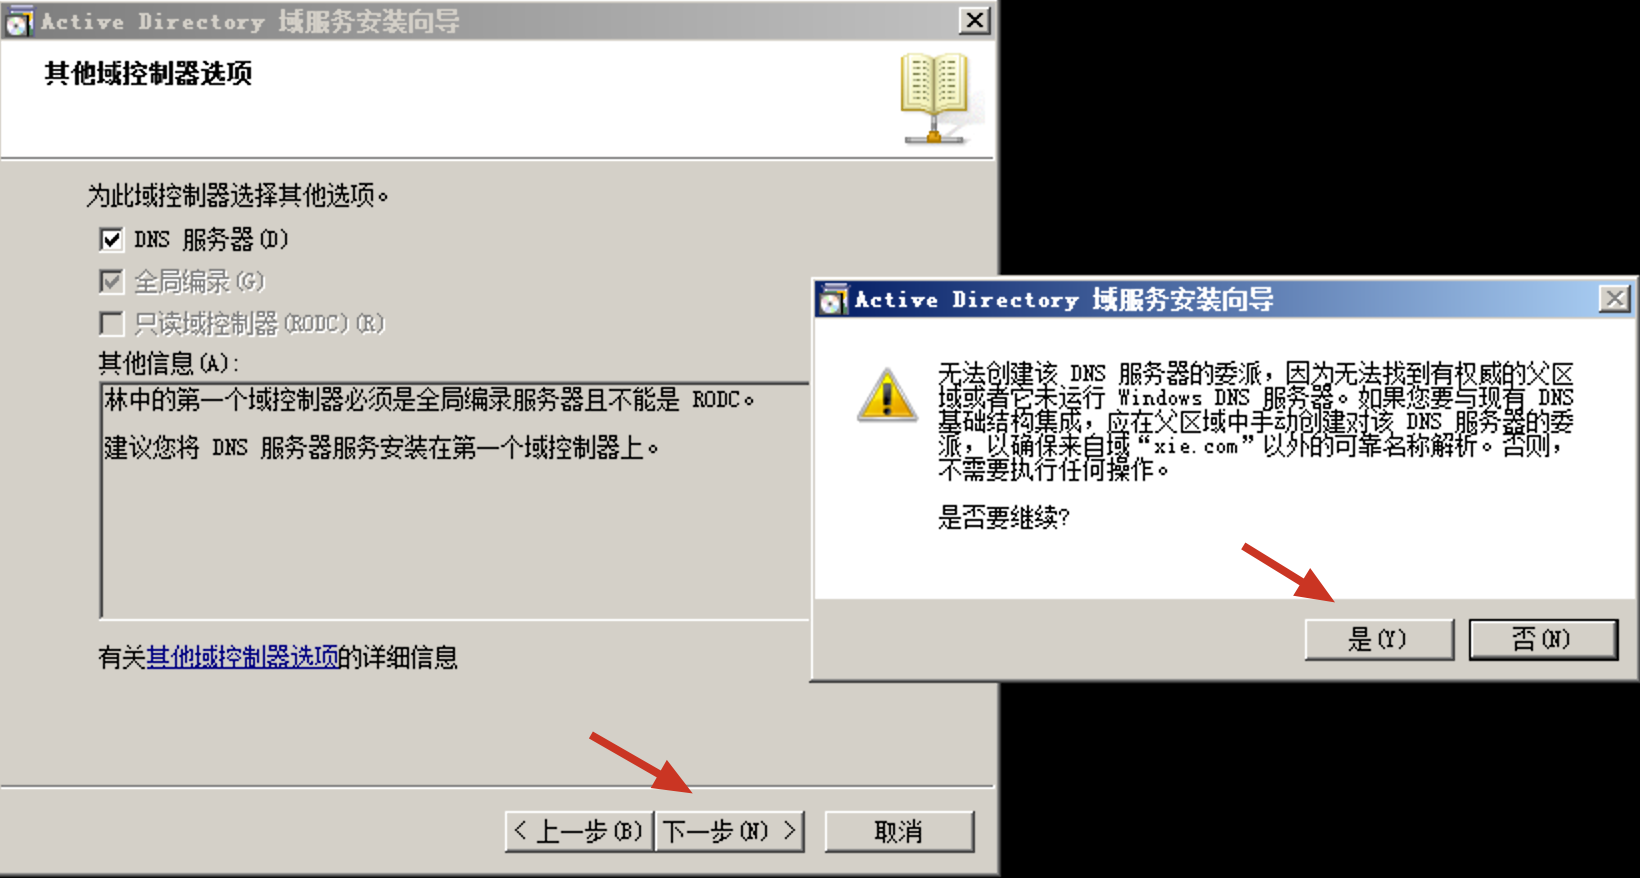 Active Directory 域服务安装向导
其他域控制器选项
为此域控制器选择其他选项。
DNS 服务器(D)
全局编录(G)
只读域控制器(RODC)(R)
其他信息(A):
林中的第一个域控制器必须是全局编录服务器且不能是 RODC。
建议您将 DNS 服务器服务安装在第一个域控制器上。
有关其他域控制器选项的详细信息
< 上一步(B)
下一步(N) >
取消
Active Directory 域服务安装向导
无法创建该 DNS 服务器的委派，因为无法找到有权威的父区
域或者它未运行 Windows DNS 服务器。如果您要与现有 DNS
基础结构集成，应在父区域中手动创建对该 DNS 服务器的委
派，以确保来自域“xie.com”以外的可靠名称解析。否则，
不需要执行任何操作。
是否要继续?
是(Y)
否(N)